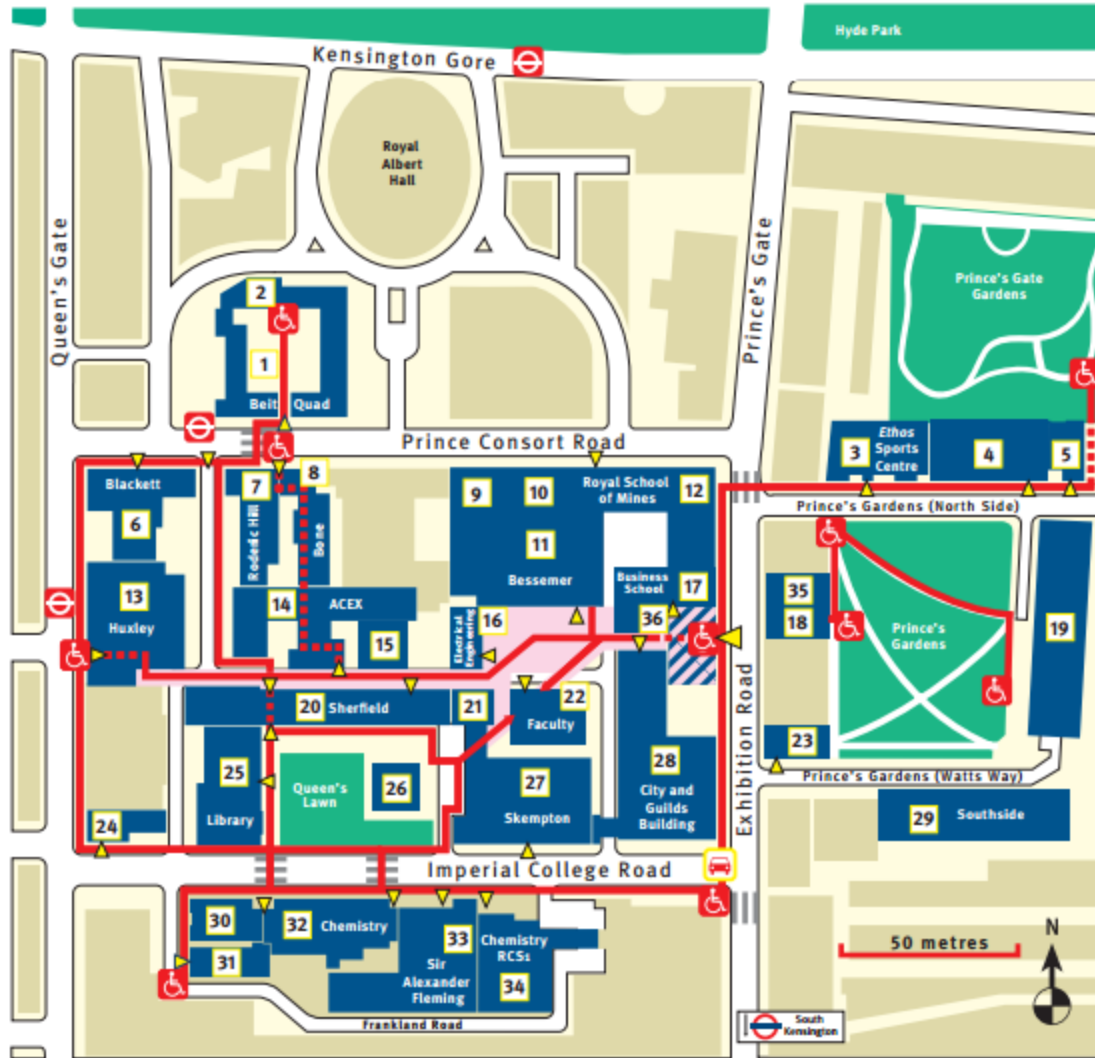 Hyde Park
Kensington Gore
Royal
Albert
Hall
Queen's Gate
Prince's Gate
Prince's Gate
Gardens
2
1
Beit Quad
Prince Consort Road
3
Ethos
Sports
Centre
4
5
Prince's Gardens (North Side)
Blackett
6
7
8
Roderic Hill
Bone
9
10
Royal School
of Mines
12
11
Bessemer
Business
School
17
13
Huxley
14
ACEX
15
Electrical
Engineering
16
36
35
18
Prince's
Gardens
19
20
Sherfield
21
22
Faculty
23
Prince's Gardens (Watts Way)
Exhibition Road
25
Library
Queen's
Lawn
26
27
Skempton
28
City and
Guilds
Building
24
29
Southside
Imperial College Road
30
31
32
Chemistry
33
Sir
Alexander
Fleming
Chemistry
RCS1
34
Frankland Road
50 metres
N
South
Kensington